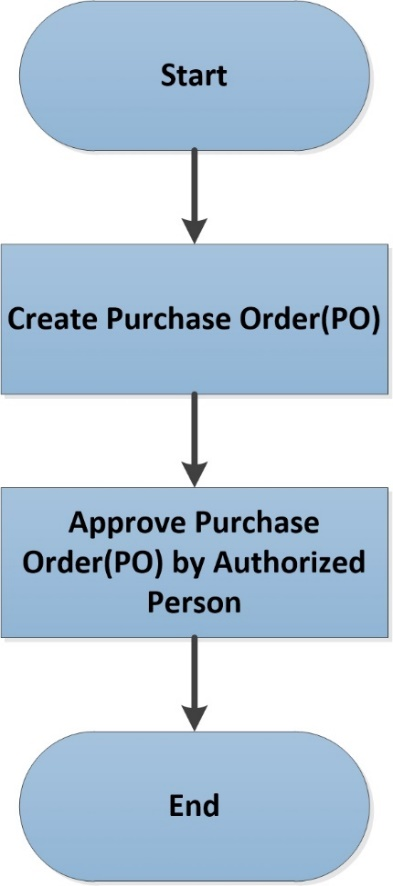 Start
Create Purchase Order(PO)
Approve Purchase
Order(PO) by Authorized
Person
End